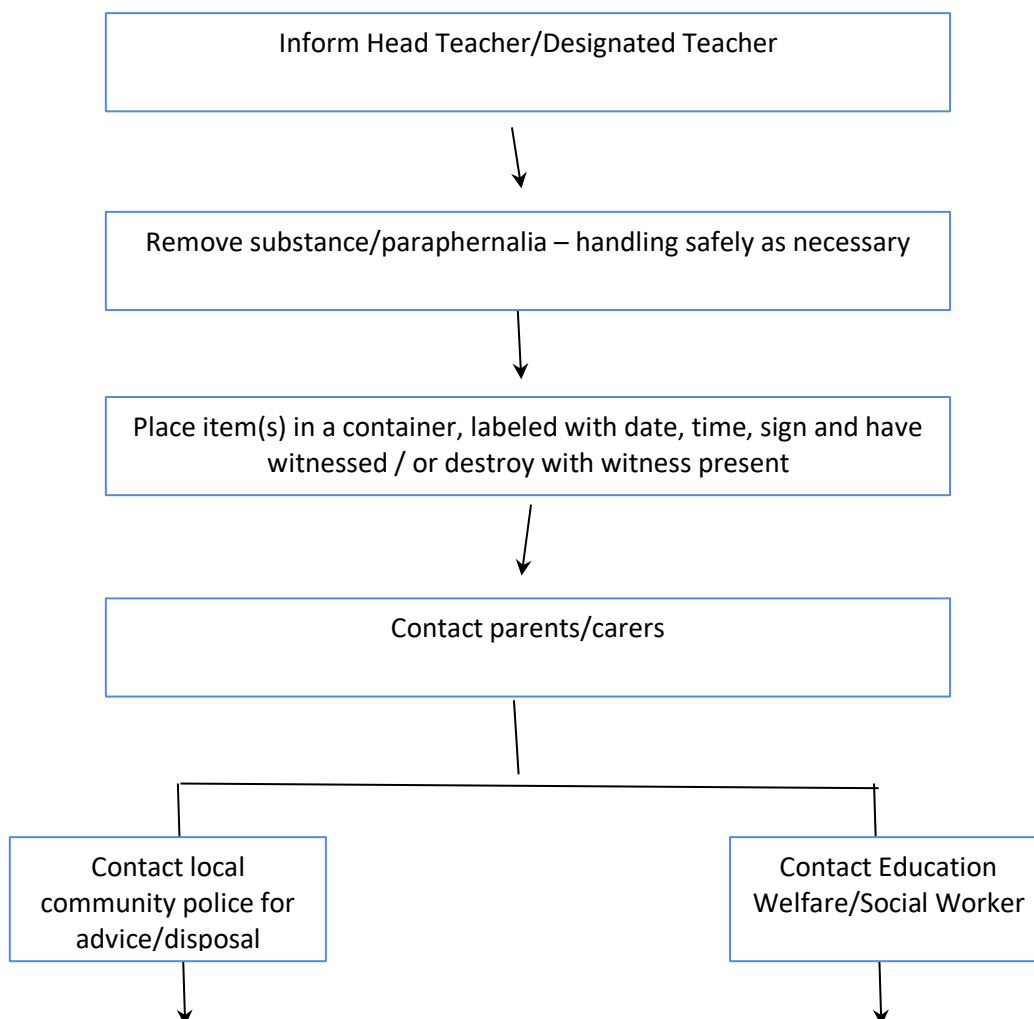 Inform Head Teacher/Designated Teacher
Remove substance/paraphernalia – handling safely as necessary
Place item(s) in a container, labeled with date, time, sign and have
witnessed / or destroy with witness present
Contact parents/carers
Contact local
community police for
advice/disposal
Contact Education
Welfare/Social Worker